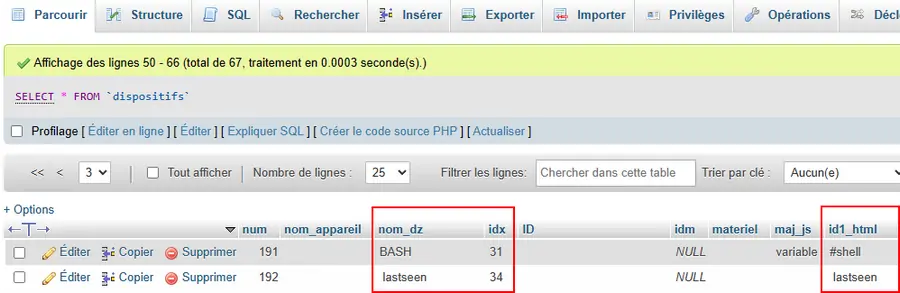 Parcourir Structure SQL Rechercher Insérer Exporter Importer Privilèges Opérations Décl
Affichage des lignes 50 - 66 (total de 67, traitement en 0.0003 seconde(s).)
SELECT * FROM `dispositifs`
Profilage [ Éditer en ligne ] [ Éditer ] [ Expliquer SQL ] [ Créer le code source PHP ] [ Actualiser ]
<< < 3 Tout afficher Nombre de lignes : 25 Filtrer les lignes: Chercher dans cette table Trier par clé : Aucun(e)
+ Options
←T→ num nom_appareil nom_dz idx ID idm materiel maj_js id1_html
Éditer Copier Supprimer 191 BASH 31 NULL variable #shell
Éditer Copier Supprimer 192 lastseen 34 NULL lastseen